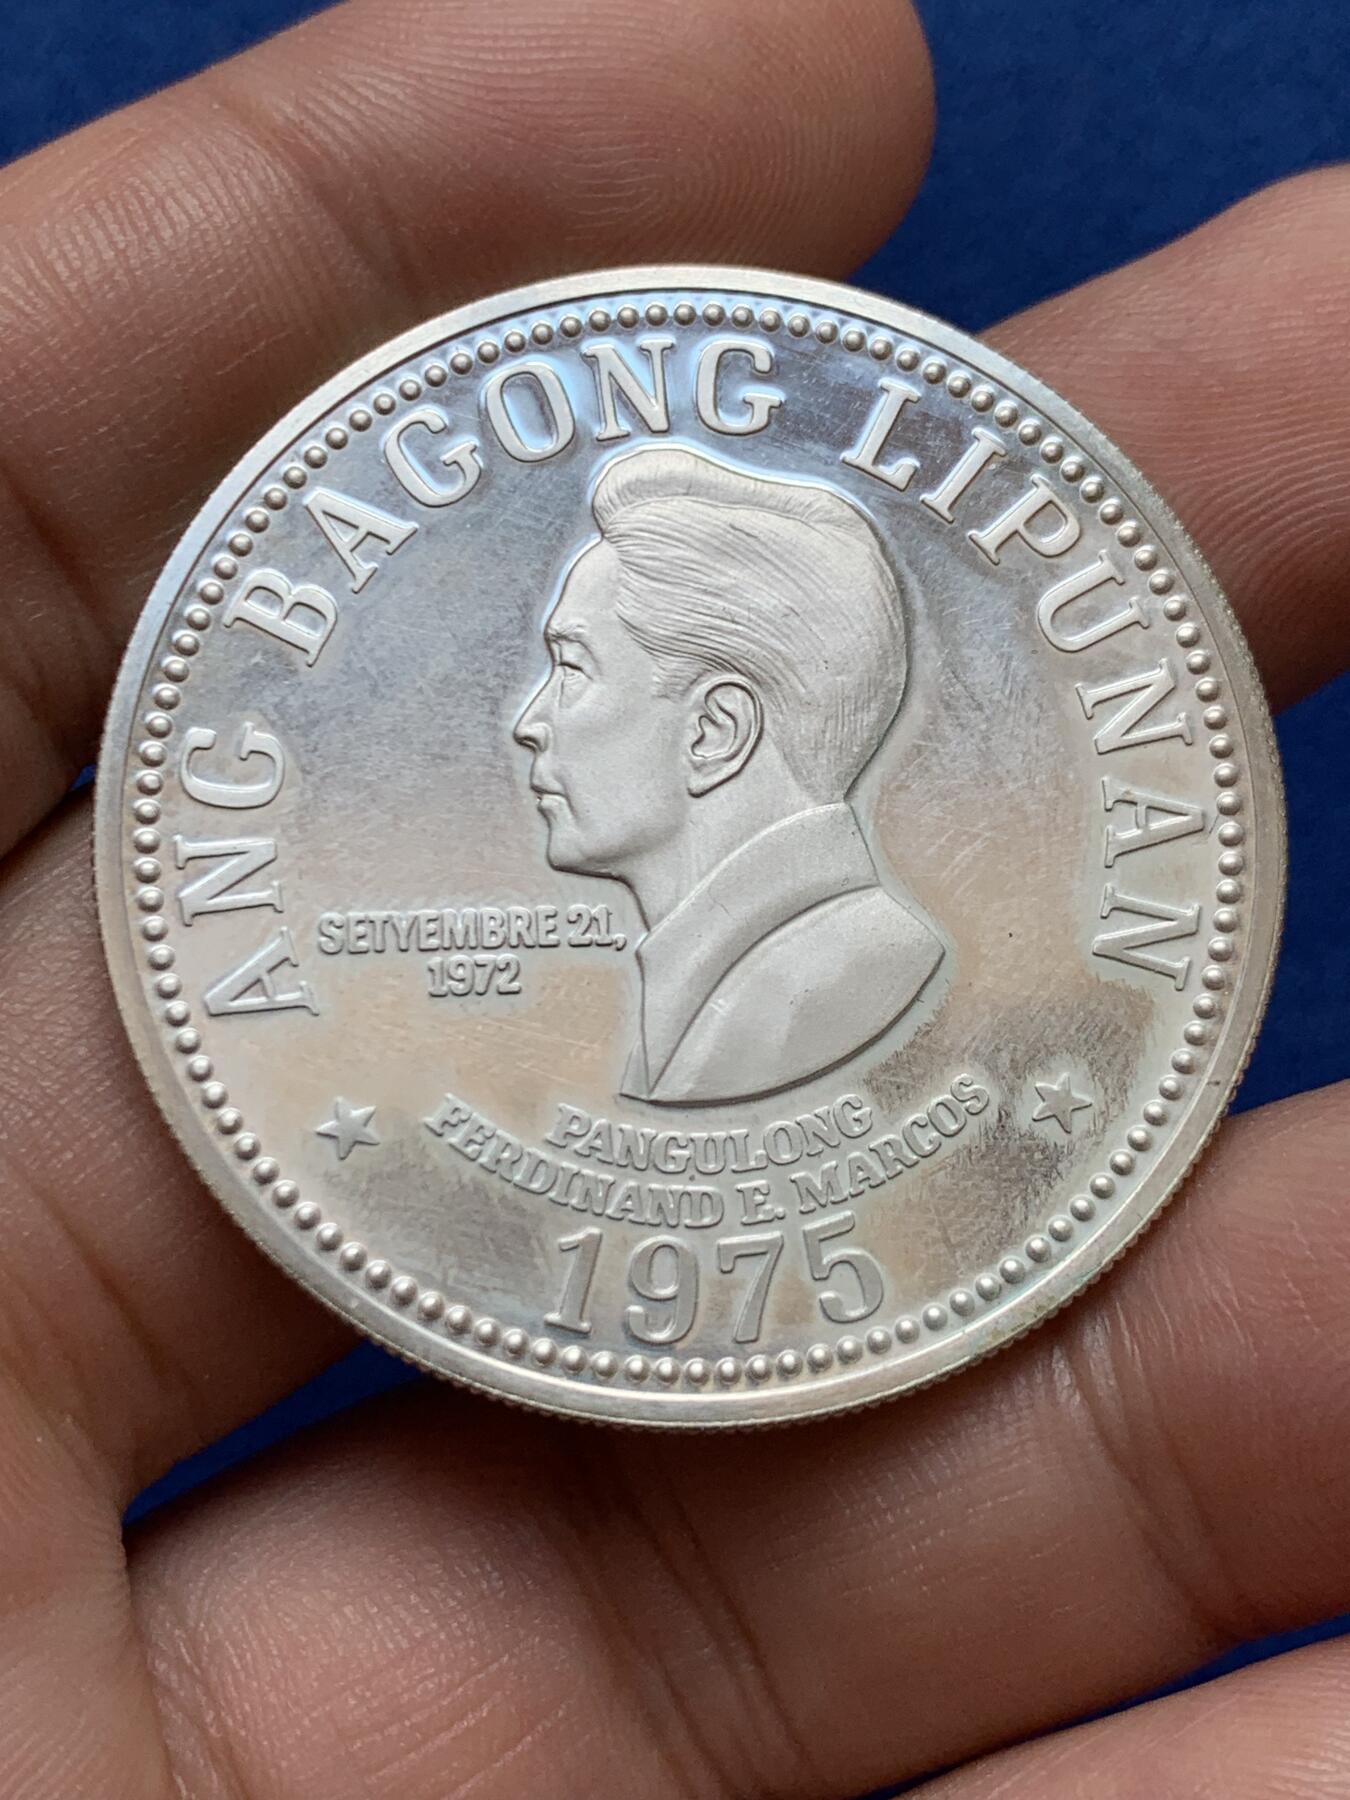 ANG BAGONG LIPUNAN
SETYEMBRE 21,
1972
PANGULONG
FERDINAND E. MARCOS
1975